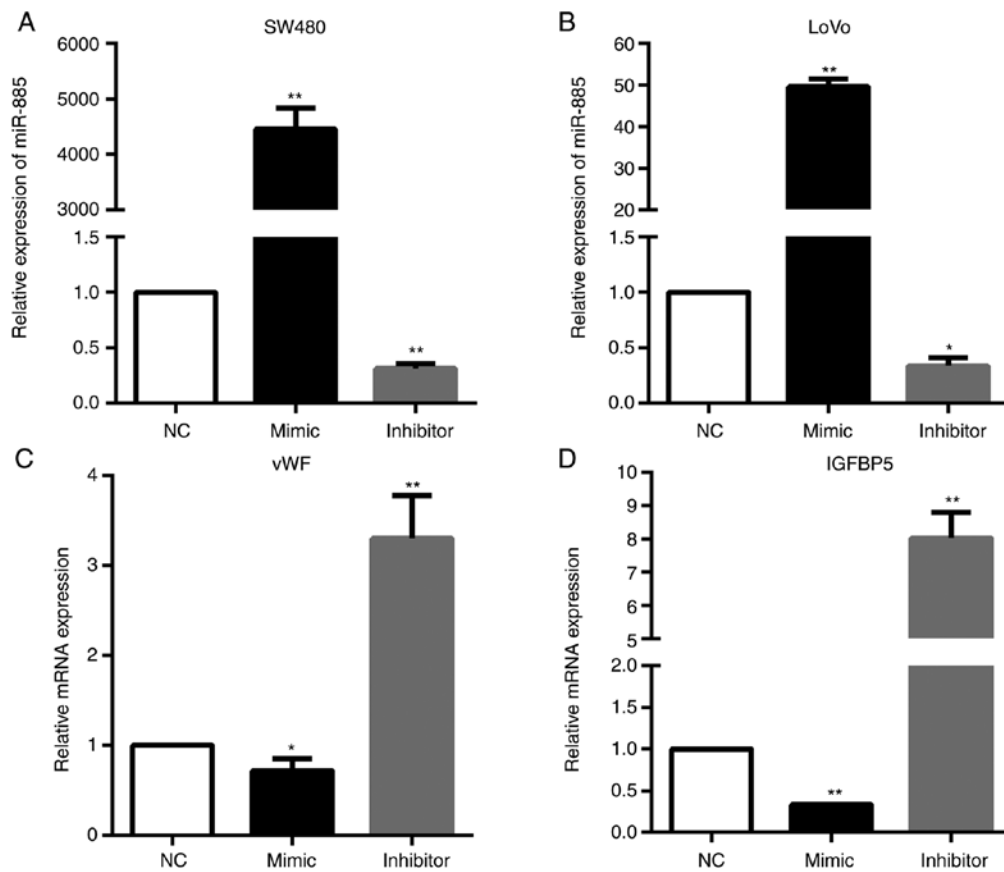 A
SW480
Relative expression of miR-885
6000
5000
4000
3000
1.5
1.0
0.5
0.0
**
**
NC
Mimic
Inhibitor
B
LoVo
Relative expression of miR-885
60
50
40
30
20
1.5
1.0
0.5
0.0
**
*
NC
Mimic
Inhibitor
C
vWF
Relative mRNA expression
4
3
2
1
0
*
**
NC
Mimic
Inhibitor
D
IGFBP5
Relative mRNA expression
10
9
8
7
6
5
2.0
1.5
1.0
0.5
0.0
**
**
NC
Mimic
Inhibitor